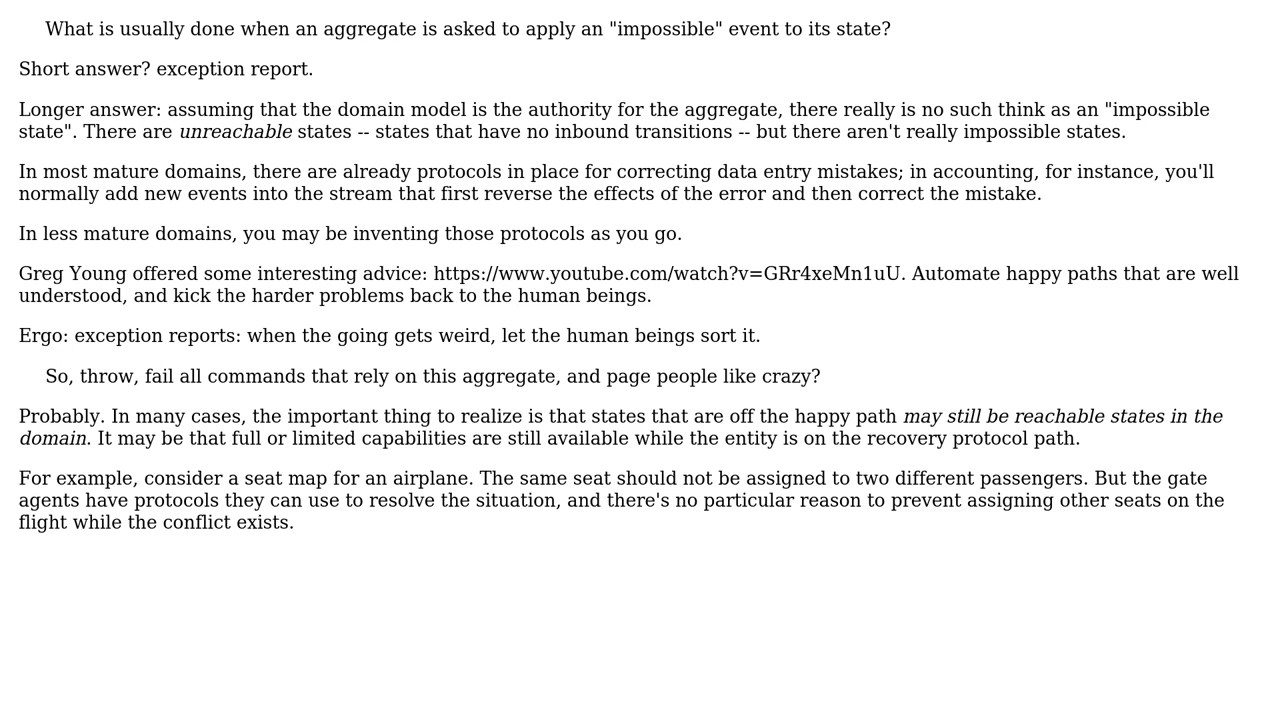 What is usually done when an aggregate is asked to apply an "impossible" event to its state?
Short answer? exception report.
Longer answer: assuming that the domain model is the authority for the aggregate, there really is no such think as an "impossible
state". There are unreachable states -- states that have no inbound transitions -- but there aren't really impossible states.
In most mature domains, there are already protocols in place for correcting data entry mistakes; in accounting, for instance, you'll
normally add new events into the stream that first reverse the effects of the error and then correct the mistake.
In less mature domains, you may be inventing those protocols as you go.
Greg Young offered some interesting advice: https://www.youtube.com/watch?v=GRr4xeMn1uU. Automate happy paths that are well
understood, and kick the harder problems back to the human beings.
Ergo: exception reports: when the going gets weird, let the human beings sort it.
So, throw, fail all commands that rely on this aggregate, and page people like crazy?
Probably. In many cases, the important thing to realize is that states that are off the happy path may still be reachable states in the
domain. It may be that full or limited capabilities are still available while the entity is on the recovery protocol path.
For example, consider a seat map for an airplane. The same seat should not be assigned to two different passengers. But the gate
agents have protocols they can use to resolve the situation, and there's no particular reason to prevent assigning other seats on the
flight while the conflict exists.